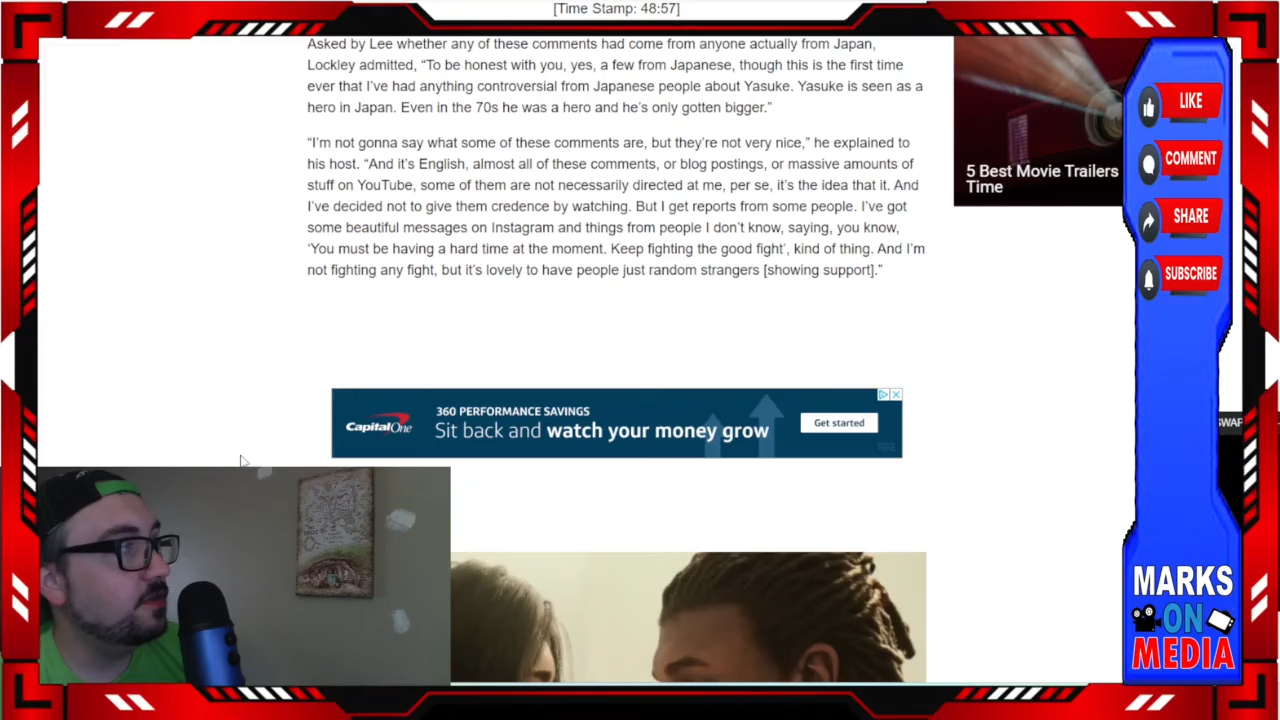 [Time Stamp: 48:57]
Asked by Lee whether any of these comments had come from anyone actually from Japan,
Lockley admitted, “To be honest with you, yes, a few from Japanese, though this is the first time
ever that I’ve had anything controversial from Japanese people about Yasuke. Yasuke is seen as a
hero in Japan. Even in the 70s he was a hero and he’s only gotten bigger.”
“I’m not gonna say what some of these comments are, but they’re not very nice,” he explained to
his host. “And it’s English, almost all of these comments, or blog postings, or massive amounts of
stuff on YouTube, some of them are not necessarily directed at me, per se, it’s the idea that it. And
I’ve decided not to give them credence by watching. But I get reports from some people. I’ve got
some beautiful messages on Instagram and things from people I don’t know, saying, you know,
‘You must be having a hard time at the moment. Keep fighting the good fight’, kind of thing. And I’m
not fighting any fight, but it’s lovely to have people just random strangers [showing support].”
5 Best Movie Trailers
Time
LIKE
COMMENT
SHARE
SUBSCRIBE
CapitalOne
360 PERFORMANCE SAVINGS
Sit back and watch your money grow
Get started
MARKS
ON
MEDIA